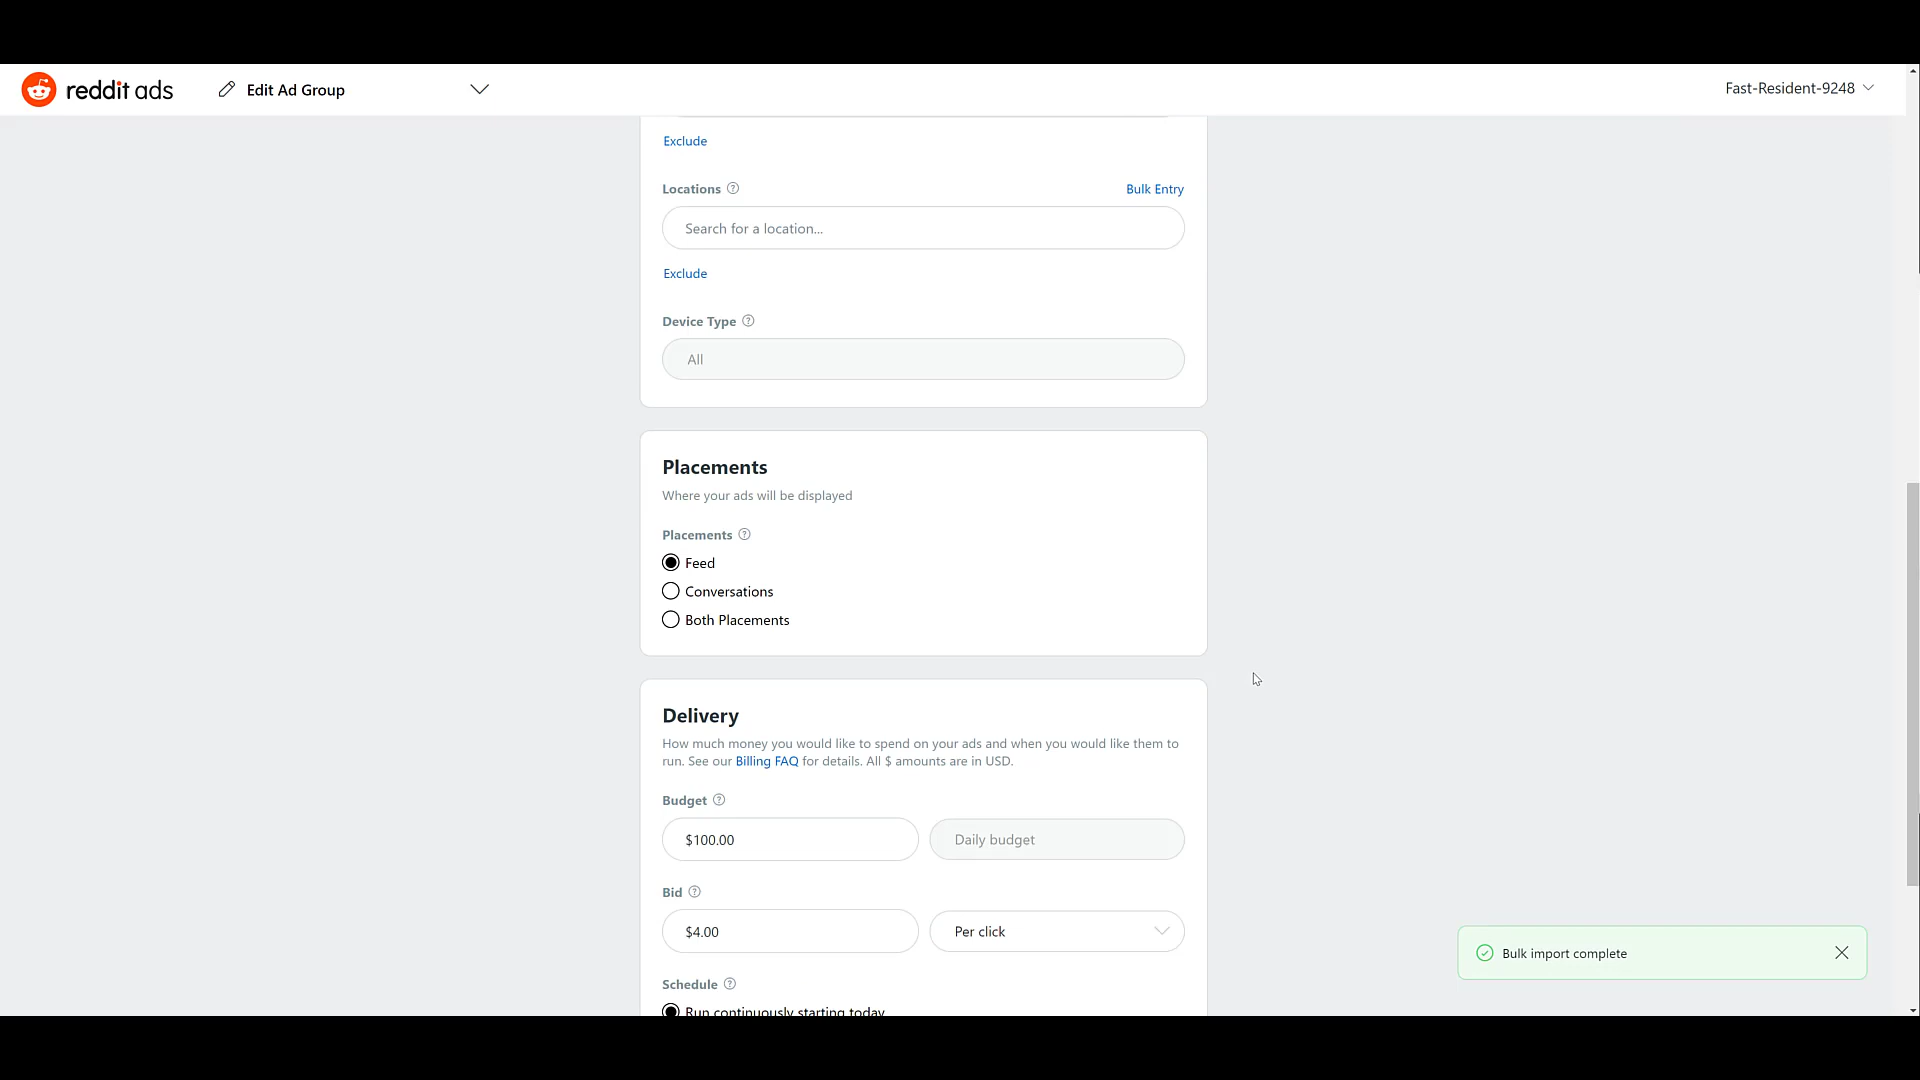 reddit ads
Edit Ad Group
Fast-Resident-9248
Exclude
Locations
Bulk Entry
Search for a location...
Exclude
Device Type
All
Placements
Where your ads will be displayed
Placements
Feed
Conversations
Both Placements
Delivery
How much money you would like to spend on your ads and when you would like them to
run. See our Billing FAQ for details. All $ amounts are in USD.
Budget
$100.00
Daily budget
Bid
$4.00
Per click
Bulk import complete
Schedule
Run continuously starting today